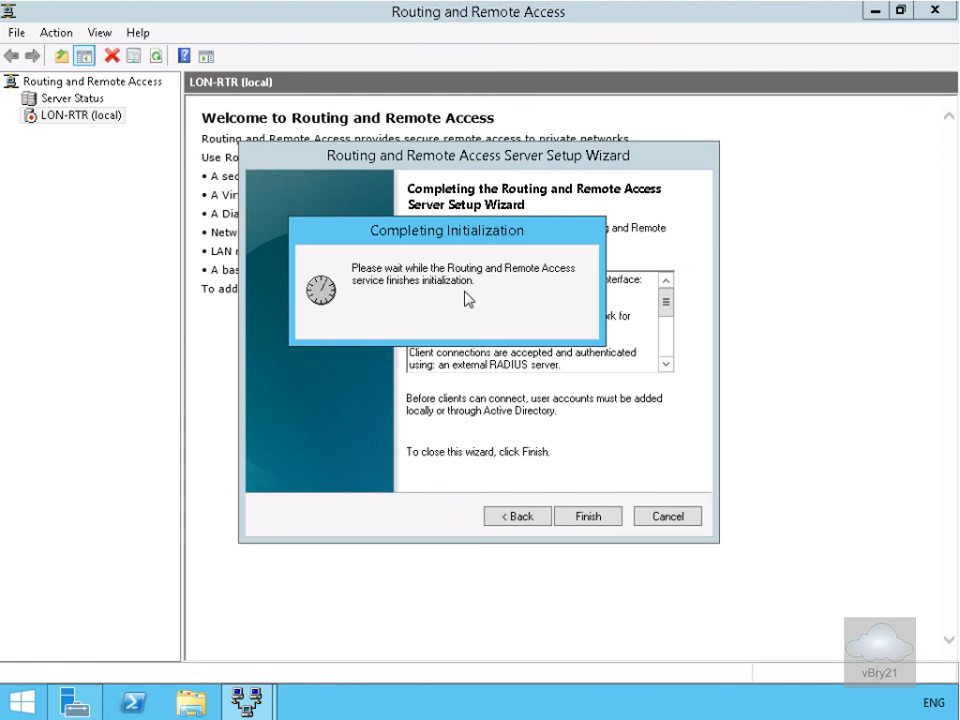 Routing and Remote Access
File Action View Help
Routing and Remote Access
Server Status
LON-RTR (local)
LON-RTR (local)
Welcome to Routing and Remote Access
Routing and Remote Access provides secure remote access to private networks.
Use Ro
• A sec
• A Vir
• A Dia
• Netw
• LAN r
• A bas
To add
Routing and Remote Access Server Setup Wizard
Completing the Routing and Remote Access
Server Setup Wizard
g and Remote
Completing Initialization
Please wait while the Routing and Remote Access
service finishes initialization.
nterface:
rk for
Client connections are accepted and authenticated
using: an external RADIUS server.
Before clients can connect, user accounts must be added
locally or through Active Directory.
To close this wizard, click Finish.
< Back Finish Cancel
vBry21
ENG